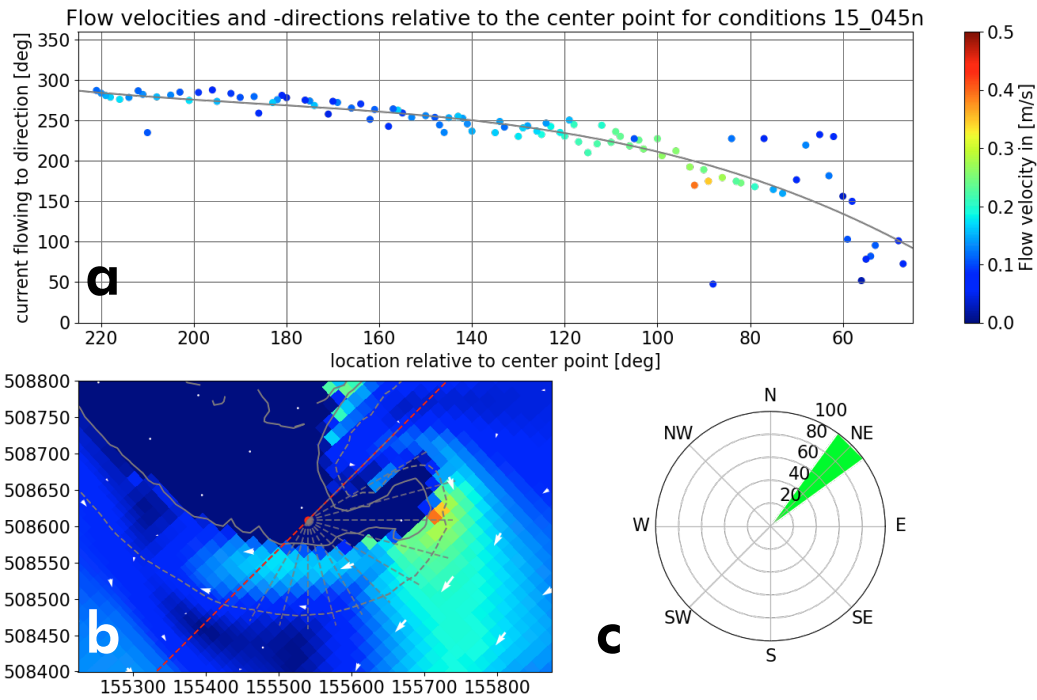 Flow velocities and -directions relative to the center point for conditions 15_045n
current flowing to direction [deg]
350
300
250
200
150
100
50
0
a
220 200 180 160 140 120 100 80 60
location relative to center point [deg]
0.5
0.4
0.3
0.2
0.1
0.0
Flow velocity in [m/s]
508800
508750
508700
508650
508600
508550
508500
508450
508400
b
155300 155400 155500 155600 155700 155800
c
N
NE
E
SE
S
SW
W
NW
100
80
60
40
20